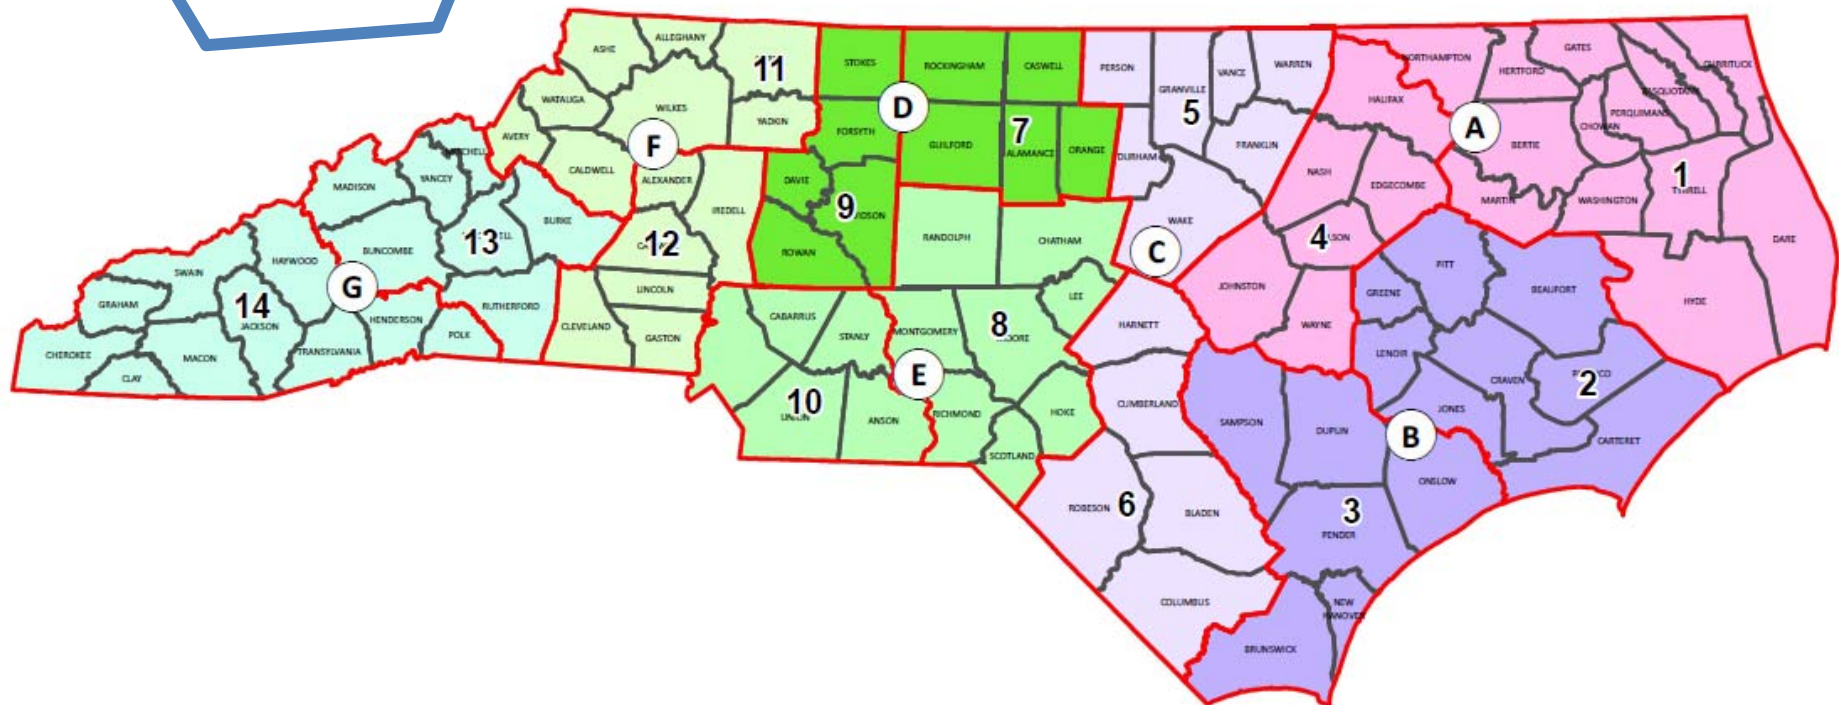 ASHE
ALLEGHANY
11
STOKES
ROCKINGHAM
CASWELL
PERSON
GRANVILLE
VANCE
WARREN
NORTHAMPTON
GATES
HERTFORD
CURRITUCK
PASQUOTANK
PERQUIMANS
CHOWAN
WATAUGA
WILKES
YADKIN
D
FORSYTH
GUILFORD
7
ALAMANCE
ORANGE
5
DURHAM
FRANKLIN
HALIFAX
A
BERTIE
AVERY
F
CALDWELL
ALEXANDER
IREDELL
DAVIE
9
ROWAN
RANDOLPH
CHATHAM
WAKE
C
NASH
EDGECOMBE
MARTIN
WASHINGTON
1
DARE
MITCHELL
YANCEY
MADISON
BURKE
BUNCOMBE
13
12
4
HAYWOOD
SWAIN
G
GRAHAM
14
JACKSON
HENDERSON
RUTHERFORD
POLK
TRANSYLVANIA
MACON
CHEROKEE
CLAY
LINCOLN
CLEVELAND
GASTON
CABARRUS
STANLY
MONTGOMERY
8
LEE
HARNETT
JOHNSTON
WAYNE
GREENE
PITT
BEAUFORT
HYDE
LENOIR
CRAVEN
2
JONES
CARTERET
E
10
ANSON
RICHMOND
HOKE
SCOTLAND
CUMBERLAND
SAMPSON
DUPLIN
B
ONSLOW
ROBESON
6
BLADEN
3
PENDER
COLUMBUS
NEW
HANOVER
BRUNSWICK